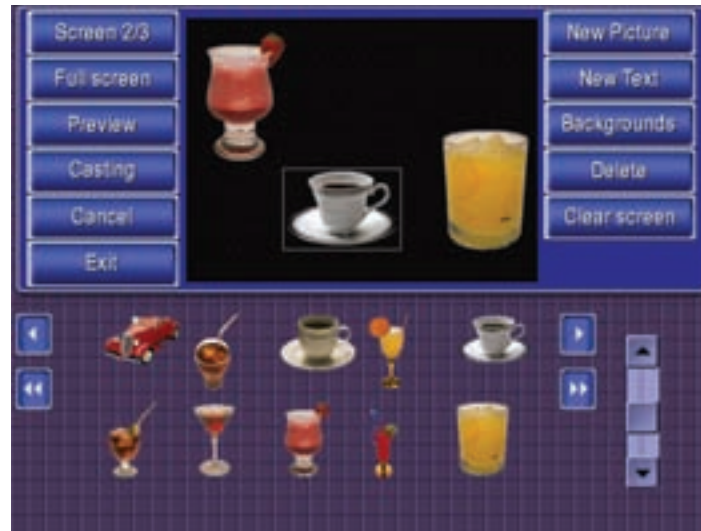 Screen 2/3
Full screen
Preview
Casting
Cancel
Exit
New Picture
New Text
Backgrounds
Delete
Clear screen